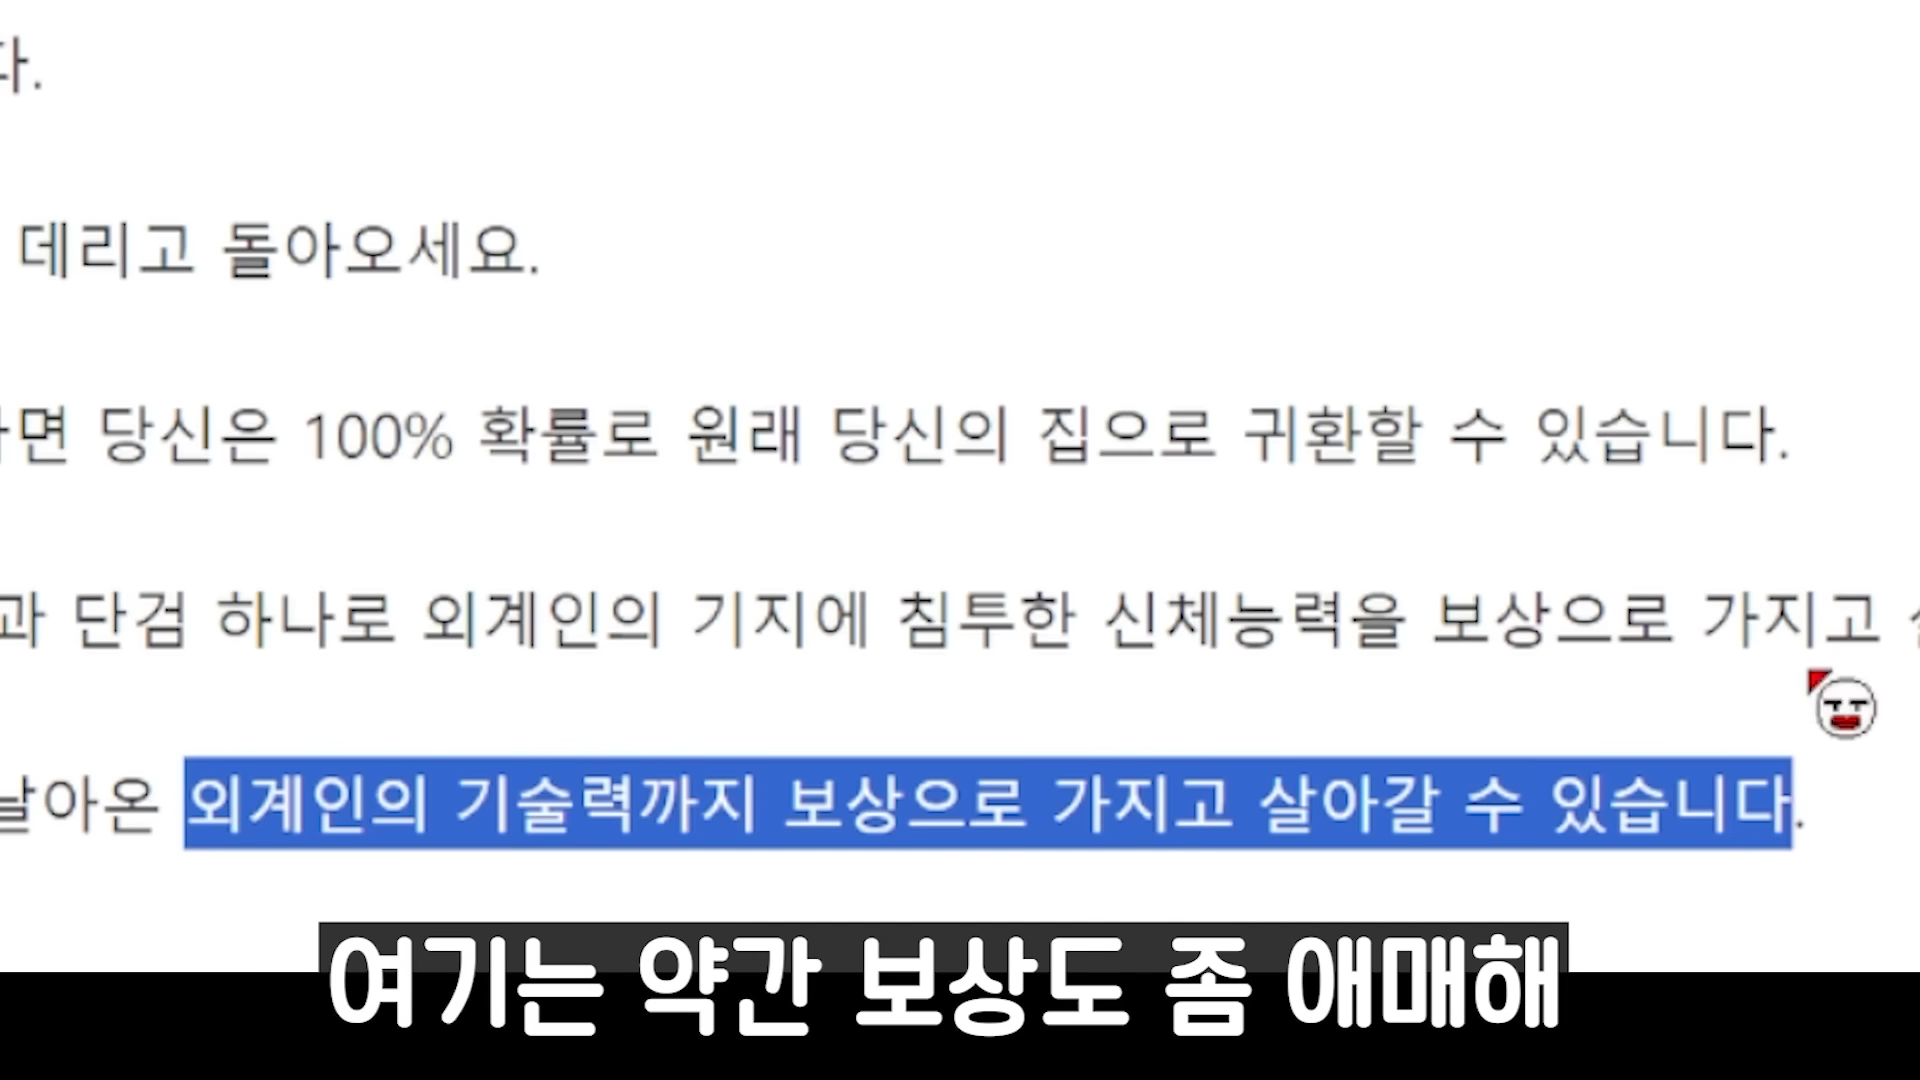 다.
데리고 돌아오세요.
면 당신은 100% 확률로 원래 당신의 집으로 귀환할 수 있습니다.
과 단검 하나로 외계인의 기지에 침투한 신체능력을 보상으로 가지고
날아온 외계인의 기술력까지 보상으로 가지고 살아갈 수 있습니다.
여기는 약간 보상도 좀 애매해